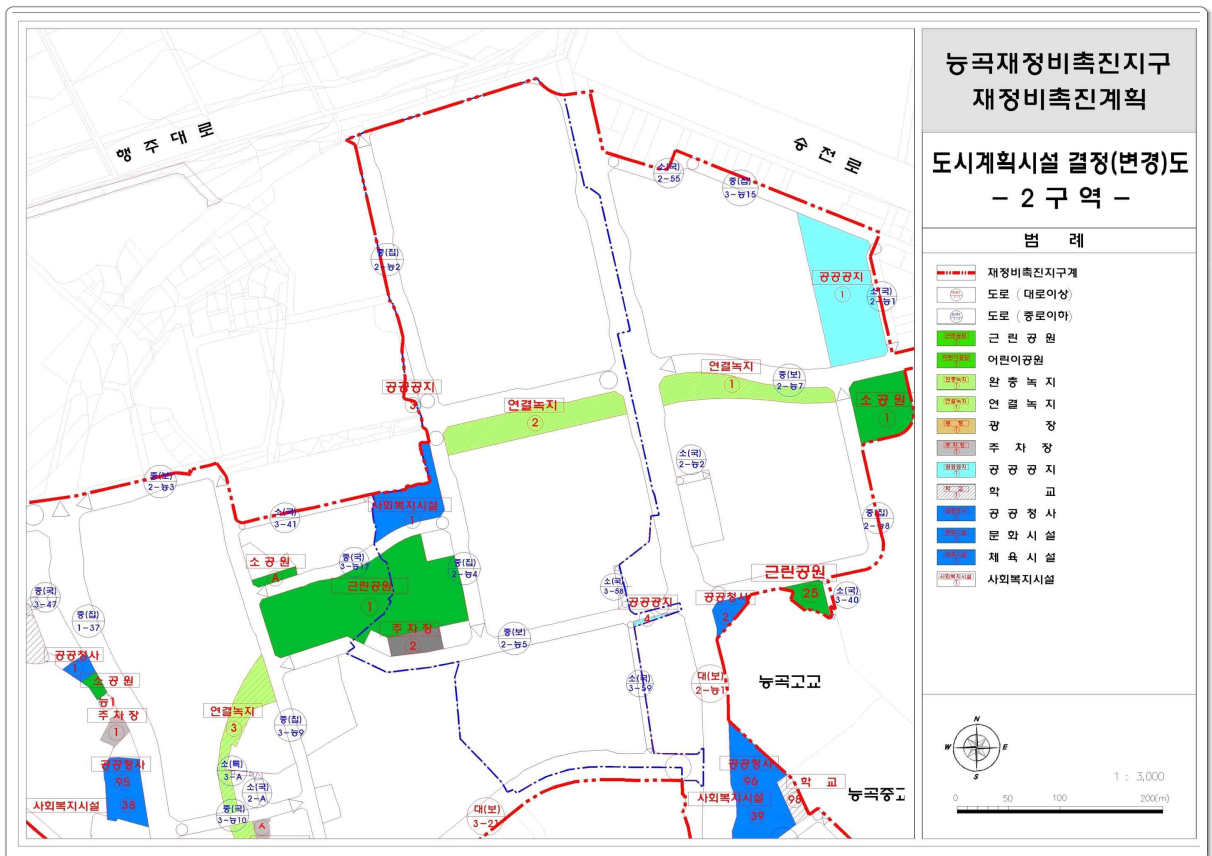 능곡재정비촉진지구
재정비촉진계획
도시계획시설 결정(변경)도
- 2 구 역 -
범 례
재정비촉진지구계
도로 (대로이상)
도로 (중로이하)
근 린 공 원
어린이공원
완 충 녹 지
연 결 녹 지
광 장
주 차 장
공 공 공 지
학 교
공 공 청 사
문 화 시 설
체 육 시 설
사회복지시설
N
W E
S
1 : 3,000
0 50 100 200(m)
행 주 대 로
승 전 로
소(국)
2-55
중(집)
3-능15
중(집)
2-능2
공공공지
1
소(국)
2-능1
연결녹지
1
중(보)
2-능7
공공공지
3
연결녹지
2
소 공 원
1
소(국)
2-능2
중(보)
2-능3
사회복지시설
1
소(국)
3-41
중(집)
2-능8
소 공 원
A
중(국)
3-능17
근린공원
1
중(집)
2-능4
주 차 장
2
중(보)
2-능5
소(국)
3-58
공공공지
4
공공청사
2
근린공원
25
소(국)
3-40
중(국)
3-47
중(집)
1-37
공공청사
1
소 공 원
능1
주 차 장
1
공공청사
95
사회복지시설
38
연결녹지
3
중(집)
3-능9
소(특)
3-A
소(국)
2-A
중(국)
3-능10
소(국)
3-59
대(보)
2-능1
능곡고교
대(보)
3-21
공공청사
96
사회복지시설
39
학 교
98
능곡중고